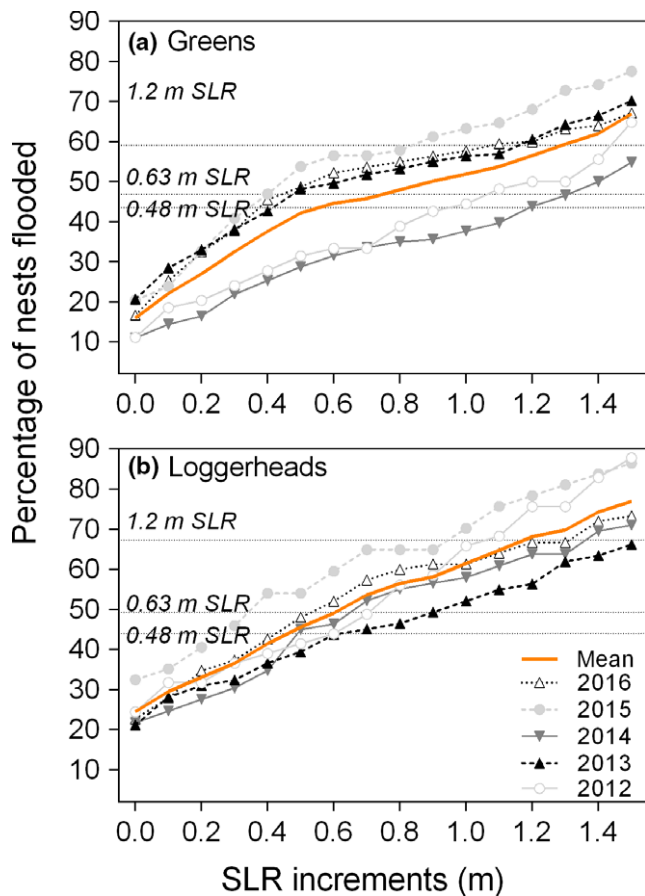 Percentage of nests flooded
(a) Greens
90
80
70
60
50
40
30
20
10
1.2 m SLR
0.63 m SLR
0.48 m SLR
0.0 0.2 0.4 0.6 0.8 1.0 1.2 1.4
(b) Loggerheads
90
80
70
60
50
40
30
20
10
1.2 m SLR
0.63 m SLR
0.48 m SLR
Mean
2016
2015
2014
2013
2012
0.0 0.2 0.4 0.6 0.8 1.0 1.2 1.4
SLR increments (m)